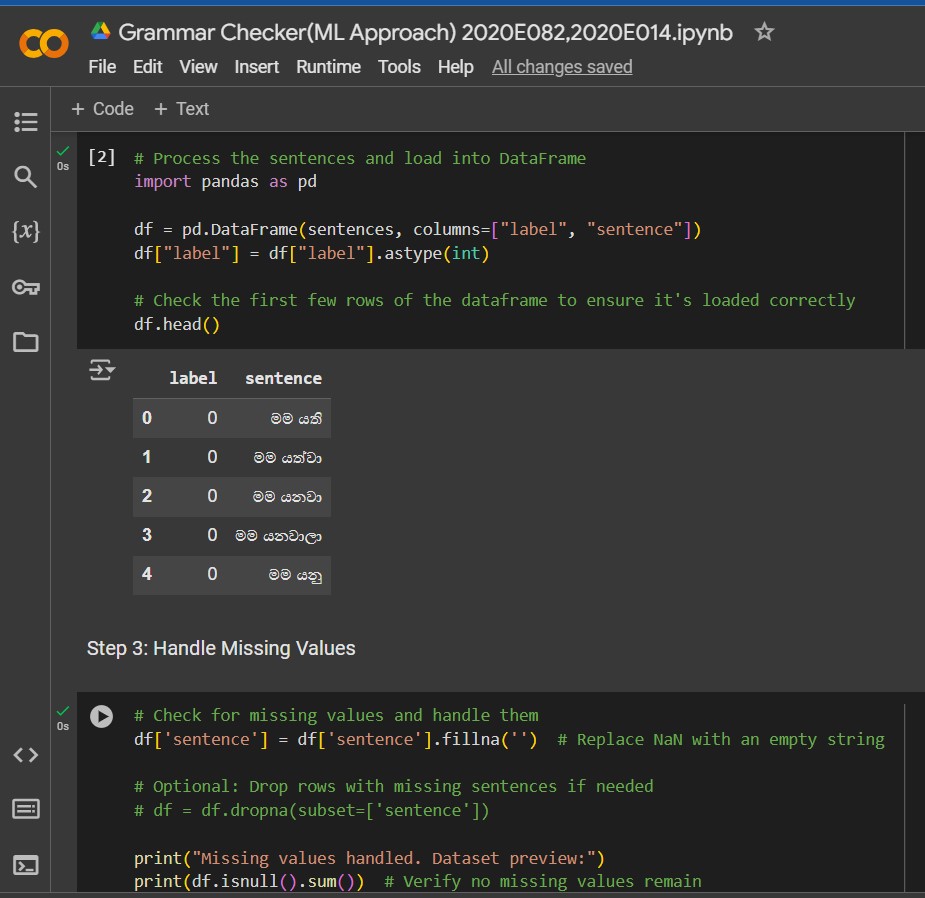 Grammar Checker(ML Approach) 2020E082,2020E014.ipynb
File Edit View Insert Runtime Tools Help All changes saved
+ Code + Text
0s
[2] # Process the sentences and load into DataFrame
import pandas as pd
df = pd.DataFrame(sentences, columns=["label", "sentence"])
df["label"] = df["label"].astype(int)
# Check the first few rows of the dataframe to ensure it's loaded correctly
df.head()
label sentence
0 0 මම යති
1 0 මම යත්වා
2 0 මම යනවා
3 0 මම යනවාලා
4 0 මම යනු
Step 3: Handle Missing Values
0s
# Check for missing values and handle them
df['sentence'] = df['sentence'].fillna('') # Replace NaN with an empty string
# Optional: Drop rows with missing sentences if needed
# df = df.dropna(subset=['sentence'])
print("Missing values handled. Dataset preview:")
print(df.isnull().sum()) # Verify no missing values remain